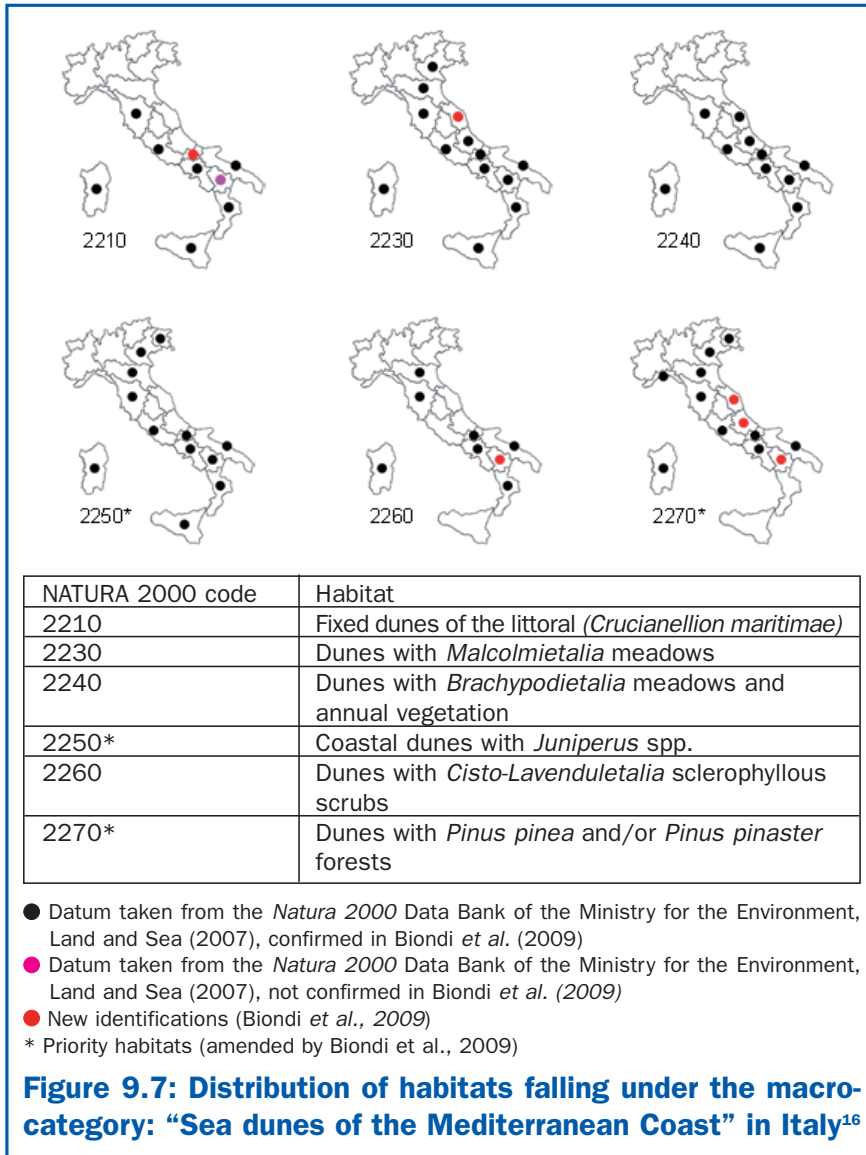 2210
2230
2240
2250*
2260
2270*
NATURA 2000 code Habitat
2210 Fixed dunes of the littoral (Crucianellion maritimae)
2230 Dunes with Malcolmietalia meadows
2240 Dunes with Brachypodietalia meadows and
annual vegetation
2250* Coastal dunes with Juniperus spp.
2260 Dunes with Cisto-Lavenduletalia sclerophyllous
scrubs
2270* Dunes with Pinus pinea and/or Pinus pinaster
forests
Datum taken from the Natura 2000 Data Bank of the Ministry for the Environment,
Land and Sea (2007), confirmed in Biondi et al. (2009)
Datum taken from the Natura 2000 Data Bank of the Ministry for the Environment,
Land and Sea (2007), not confirmed in Biondi et al. (2009)
New identifications (Biondi et al., 2009)
* Priority habitats (amended by Biondi et al., 2009)
Figure 9.7: Distribution of habitats falling under the macro-
category: “Sea dunes of the Mediterranean Coast” in Italy¹⁶